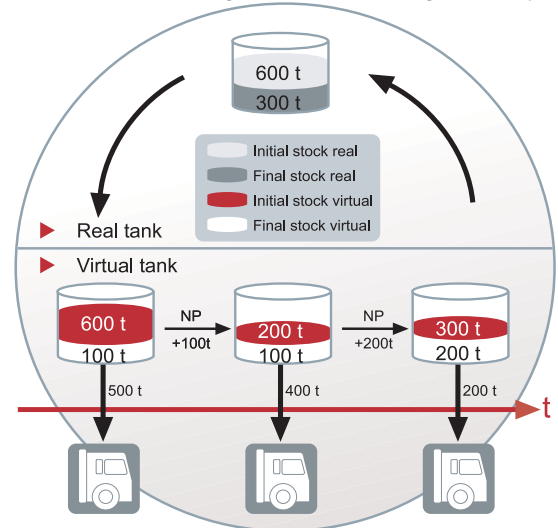 600 t
300 t
Initial stock real
Final stock real
Initial stock virtual
Final stock virtual
Real tank
Virtual tank
600 t
100 t
NP
+100t
200 t
100 t
NP
+200t
300 t
200 t
500 t
400 t
200 t
t